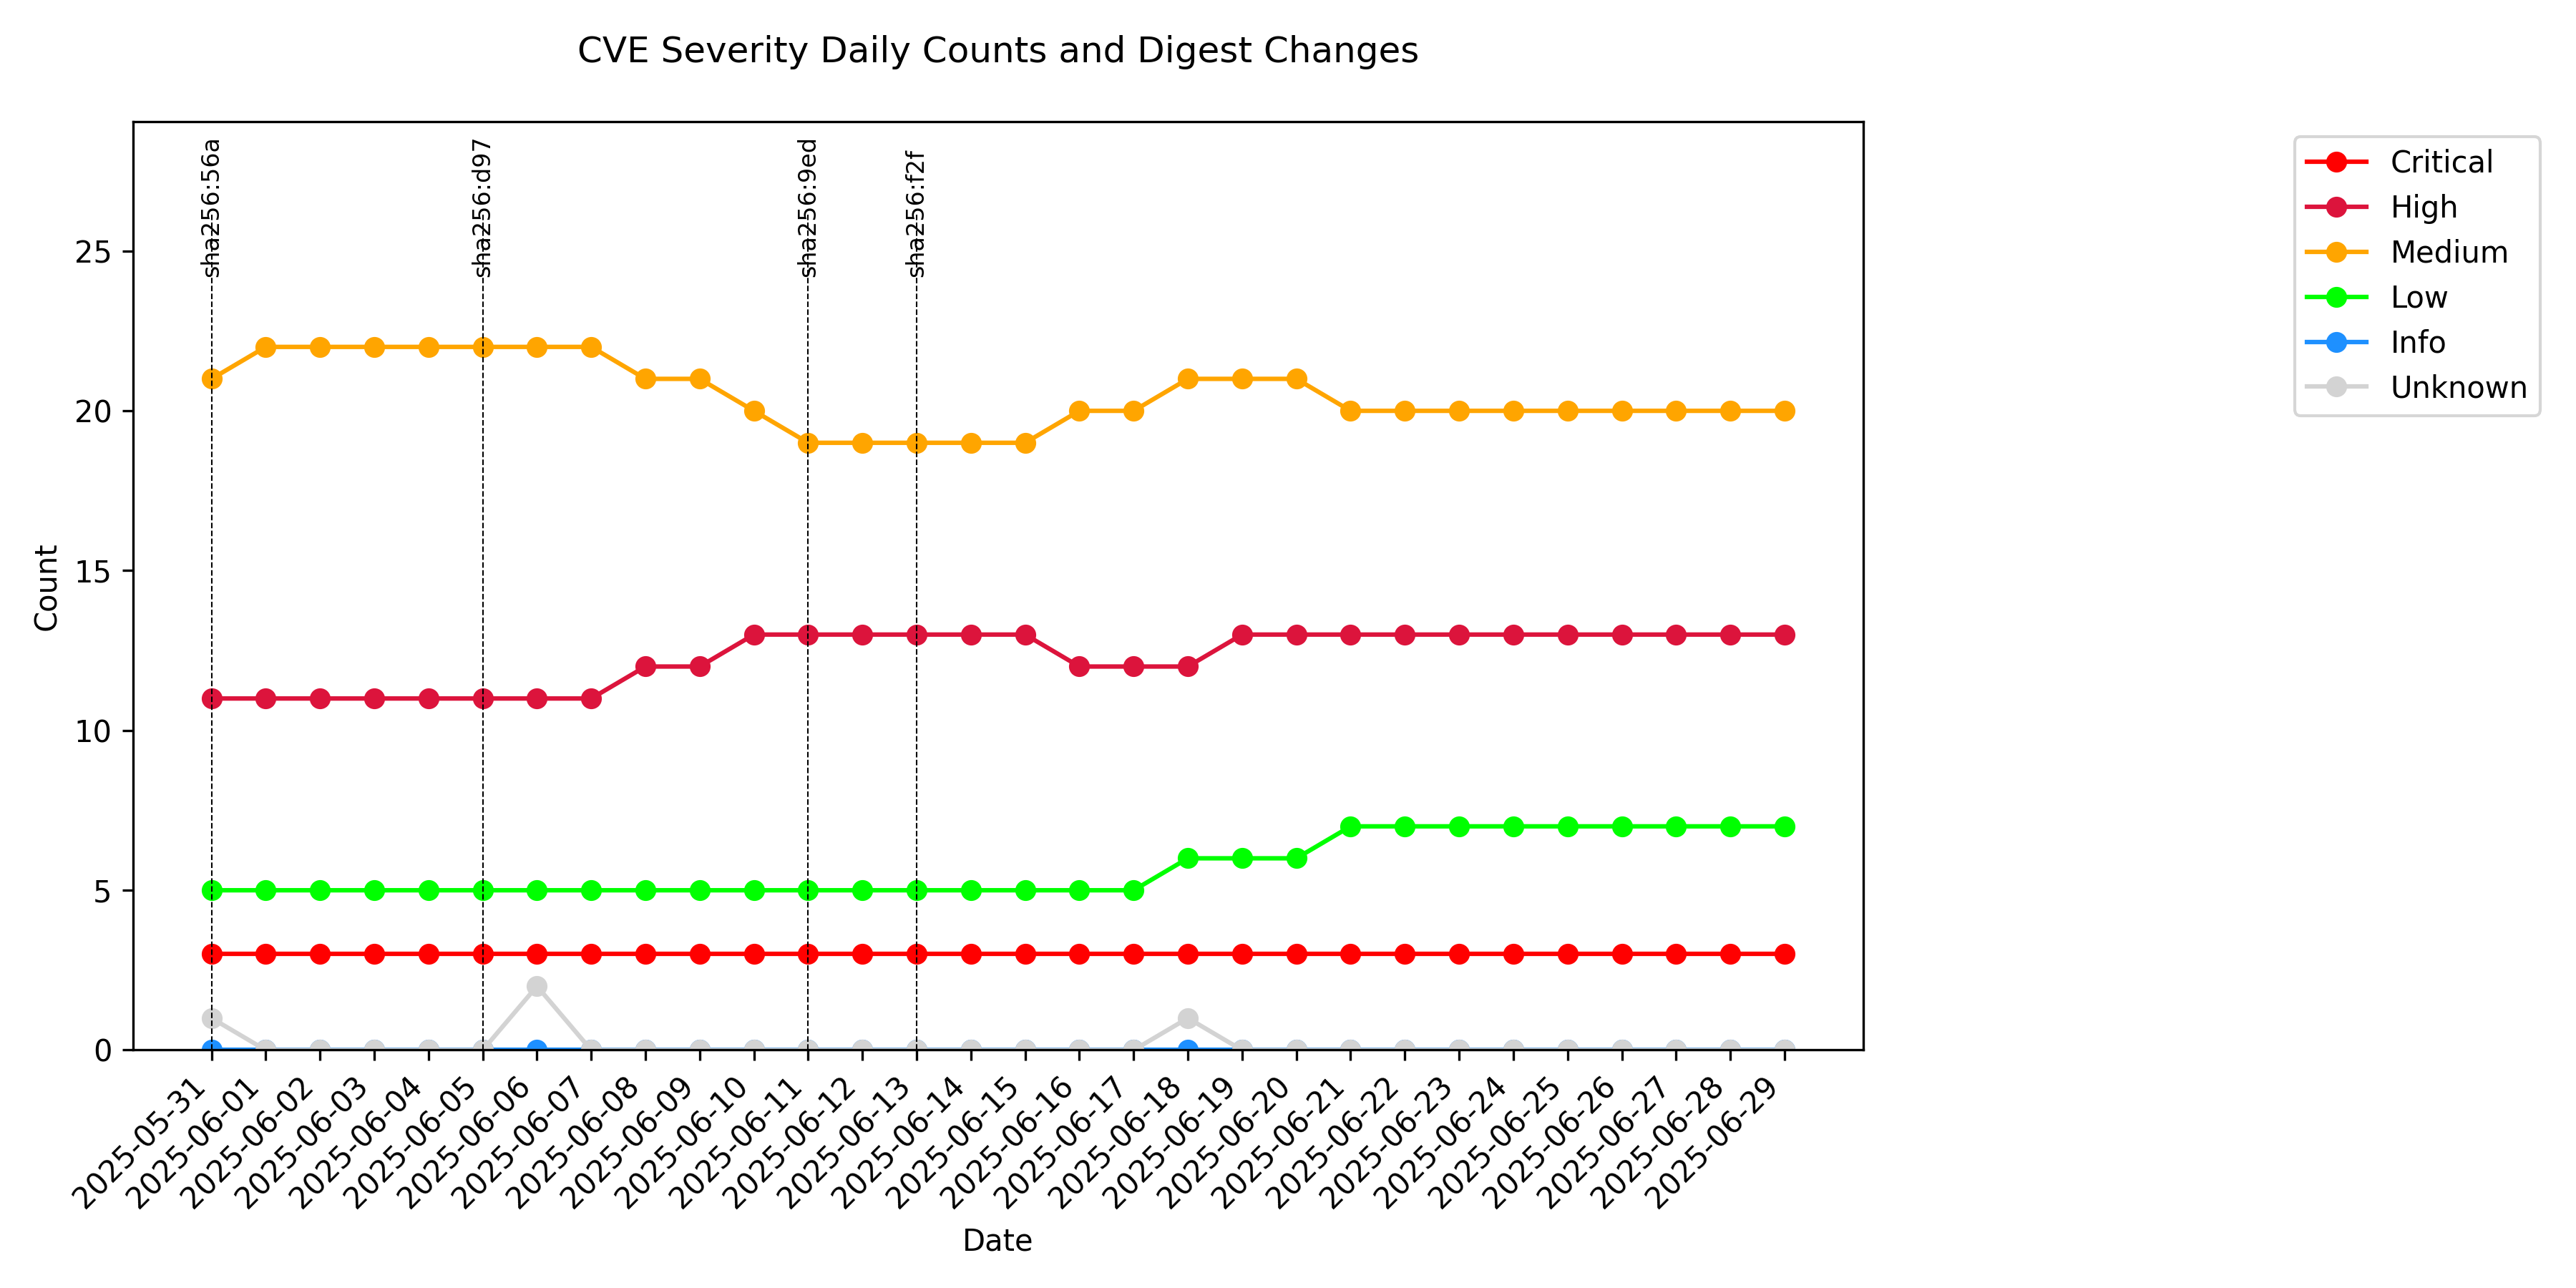 CVE Severity Daily Counts and Digest Changes
sha256:56a
sha256:d97
sha256:9ed
sha256:f2f
Critical
High
Medium
Low
Info
Unknown
Count
25
20
15
10
5
0
2025-05-31
2025-06-01
2025-06-02
2025-06-03
2025-06-04
2025-06-05
2025-06-06
2025-06-07
2025-06-08
2025-06-09
2025-06-10
2025-06-11
2025-06-12
2025-06-13
2025-06-14
2025-06-15
2025-06-16
2025-06-17
2025-06-18
2025-06-19
2025-06-20
2025-06-21
2025-06-22
2025-06-23
2025-06-24
2025-06-25
2025-06-26
2025-06-27
2025-06-28
2025-06-29
Date